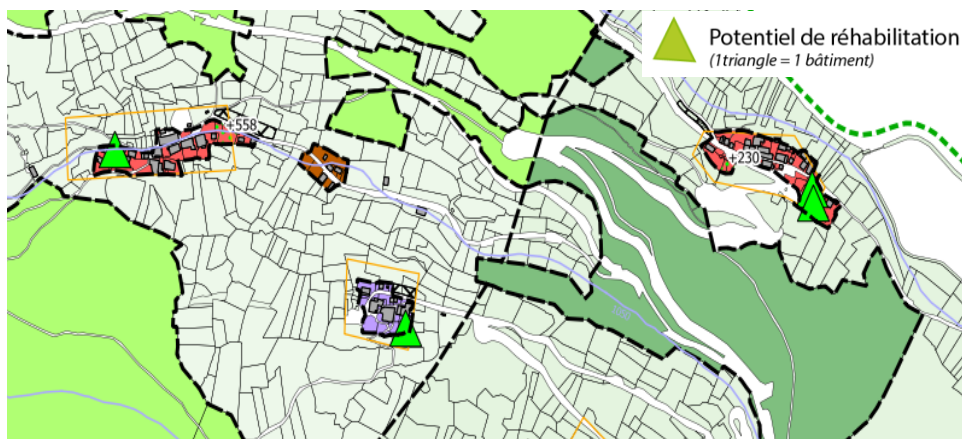 Potentiel de réhabilitation
(1triangle = 1 bâtiment)
+558
+230